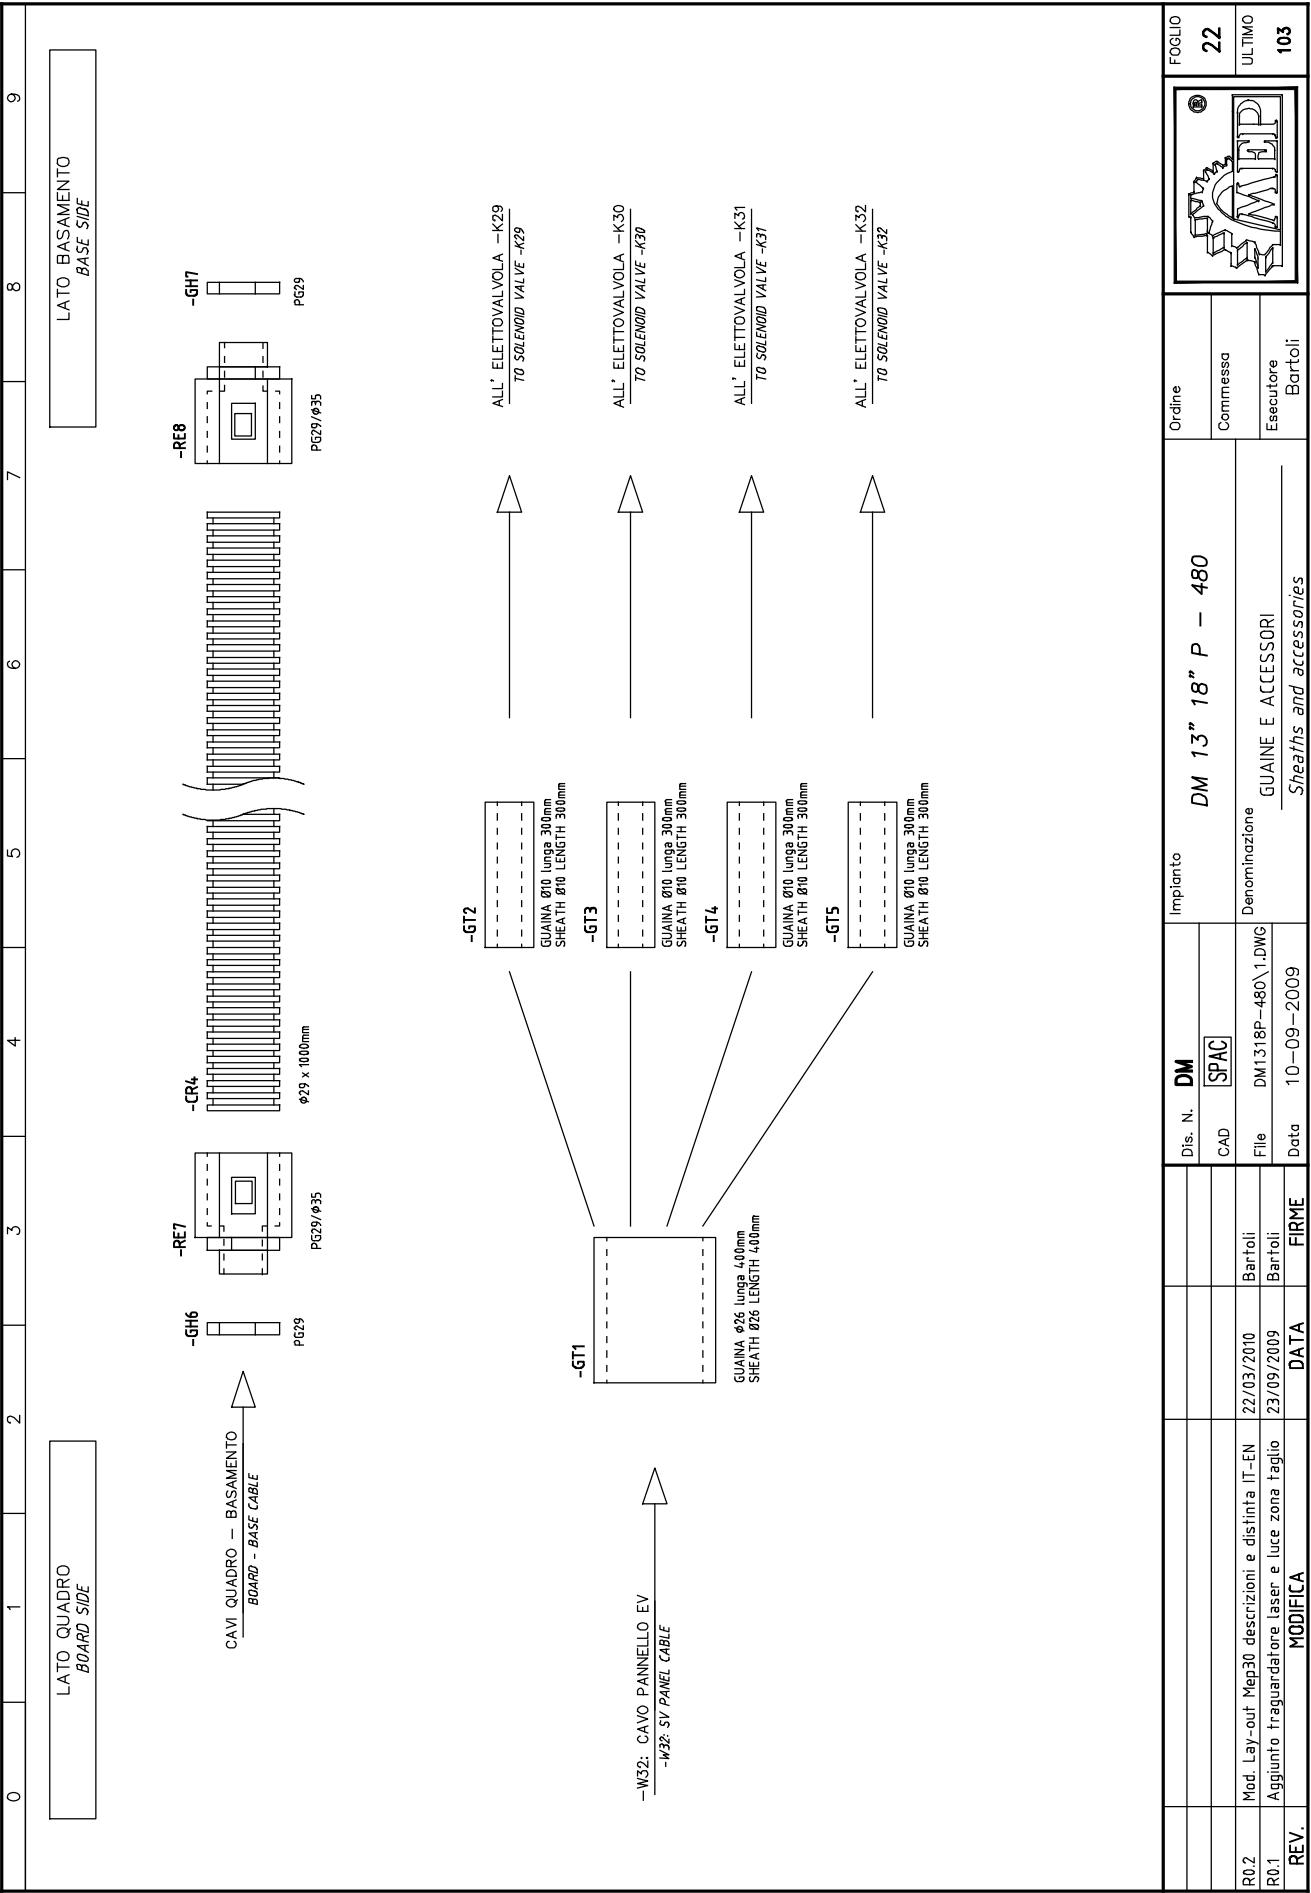 0 1 2 3 4 5 6 7 8 9
LATO QUADRO
BOARD SIDE
LATO BASAMENTO
BASE SIDE
CAVI QUADRO - BASAMENTO
BOARD - BASE CABLE
-GH6
PG29
-RE7
PG29/ø35
-CR4
ø29 x 1000mm
-RE8
PG29/ø35
-GH7
PG29
-W32: CAVO PANNELLO EV
-W32: SV PANEL CABLE
-GT1
GUAINA ø26 lunga 400mm
SHEATH Ø26 LENGTH 400mm
-GT2
GUAINA Ø10 lunga 300mm
SHEATH Ø10 LENGTH 300mm
ALL' ELETTOVALVOLA -K29
TO SOLENOID VALVE -K29
-GT3
GUAINA Ø10 lunga 300mm
SHEATH Ø10 LENGTH 300mm
ALL' ELETTOVALVOLA -K30
TO SOLENOID VALVE -K30
-GT4
GUAINA Ø10 lunga 300mm
SHEATH Ø10 LENGTH 300mm
ALL' ELETTOVALVOLA -K31
TO SOLENOID VALVE -K31
-GT5
GUAINA Ø10 lunga 300mm
SHEATH Ø10 LENGTH 300mm
ALL' ELETTOVALVOLA -K32
TO SOLENOID VALVE -K32
R0.2 Mod. Lay-out Mep30 descrizioni e distinta IT-EN 22/03/2010 Bartoli
R0.1 Aggiunto traguardatore laser e luce zona taglio 23/09/2009 Bartoli
REV. MODIFICA DATA FIRME
Dis. N. DM
CAD SPAC
File DM1318P-480\1.DWG
Data 10-09-2009
Impianto
DM 13" 18" P - 480
Denominazione
GUAINE E ACCESSORI
Sheaths and accessories
Ordine
Commessa
Esecutore
Bartoli
MEP ®
FOGLIO
22
ULTIMO
103